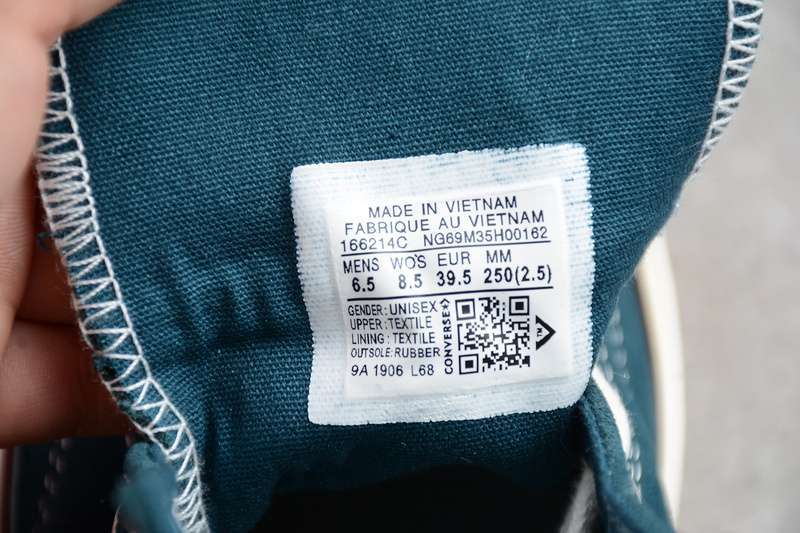 MADE IN VIETNAM
FABRIQUE AU VIETNAM
166214C NG69M35H00162
MENS WO'S EUR MM
6.5 8.5 39.5 250(2.5)
GENDER: UNISEX
UPPER: TEXTILE
LINING: TEXTILE
OUTSOLE: RUBBER
9A 1906 L68
CONVERSE
TM